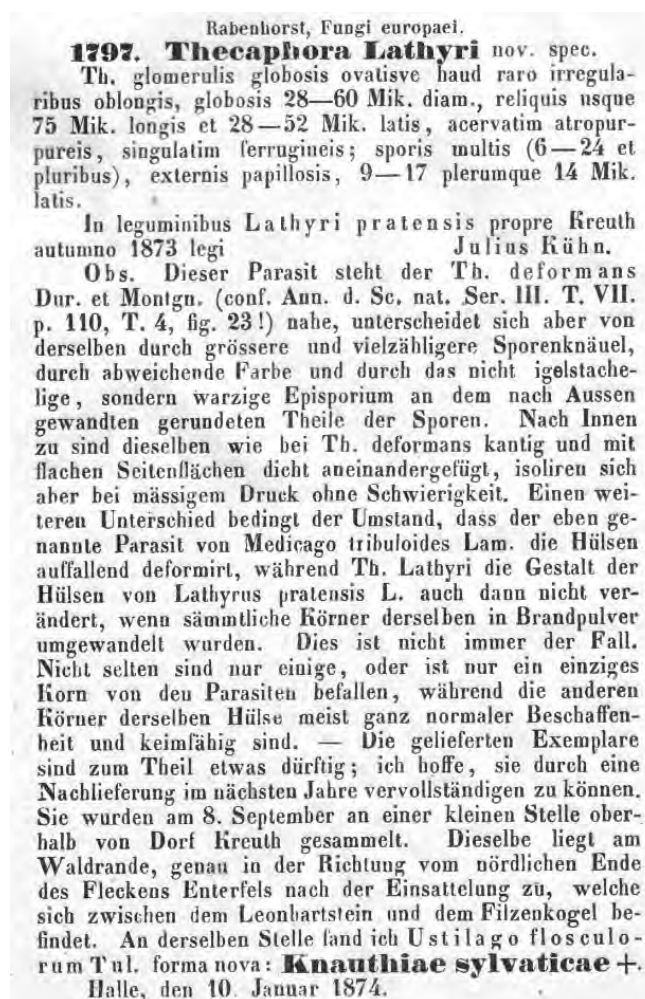 Rabenhorst, Fungi europaei.
1797. Thecaphora Lathyri nov. spec.
Th. glomerulis globosis ovatisve haud raro irregula-
ribus oblongis, globosis 28—60 Mik. diam., reliquis usque
75 Mik. longis et 28—52 Mik. latis, acervatim atropur-
pureis, singulatim ferrugineis; sporis multis (6—24 et
pluribus), externis papillosis, 9—17 plerumque 14 Mik.
latis.
In leguminibus Lathyri pratensis propre Kreuth
autumno 1873 legi Julius Kühn.
Obs. Dieser Parasit steht der Th. deformans
Dur. et Montgn. (conf. Ann. d. Sc. nat. Ser. III. T. VII.
p. 110, T. 4, fig. 23!) nahe, unterscheidet sich aber von
derselben durch grössere und vielzähligere Sporenknäuel,
durch abweichende Farbe und durch das nicht igelstache-
lige, sondern warzige Episporium an dem nach Aussen
gewandten gerundeten Theile der Sporen. Nach Innen
zu sind dieselben wie bei Th. deformans kantig und mit
flachen Seitenflächen dicht aneinandergefügt, isoliren sich
aber bei mässigem Druck ohne Schwierigkeit. Einen wei-
teren Unterschied bedingt der Umstand, dass der eben ge-
nannte Parasit von Medicago tribuloides Lam. die Hülsen
auffallend deformirt, während Th. Lathyri die Gestalt der
Hülsen von Lathyrus pratensis L. auch dann nicht ver-
ändert, wenn sämmtliche Körner derselben in Brandpulver
umgewandelt wurden. Dies ist nicht immer der Fall.
Nicht selten sind nur einige, oder ist nur ein einziges
Korn von den Parasiten befallen, während die anderen
Körner derselben Hülse meist ganz normaler Beschaffen-
heit und keimfähig sind. — Die gelieferten Exemplare
sind zum Theil etwas dürftig; ich hoffe, sie durch eine
Nachlieferung im nächsten Jahre vervollständigen zu können.
Sie wurden am 8. September an einer kleinen Stelle ober-
halb von Dorf Kreuth gesammelt. Dieselbe liegt am
Waldrande, genau in der Richtung vom nördlichen Ende
des Fleckens Enterfels nach der Einsattelung zu, welche
sich zwischen dem Leonhartstein und dem Filzenkogel be-
findet. An derselben Stelle fand ich Ustilago flosculo-
rum Tul. forma nova: Knauthiae sylvaticae +.
Halle, den 10. Januar 1874.